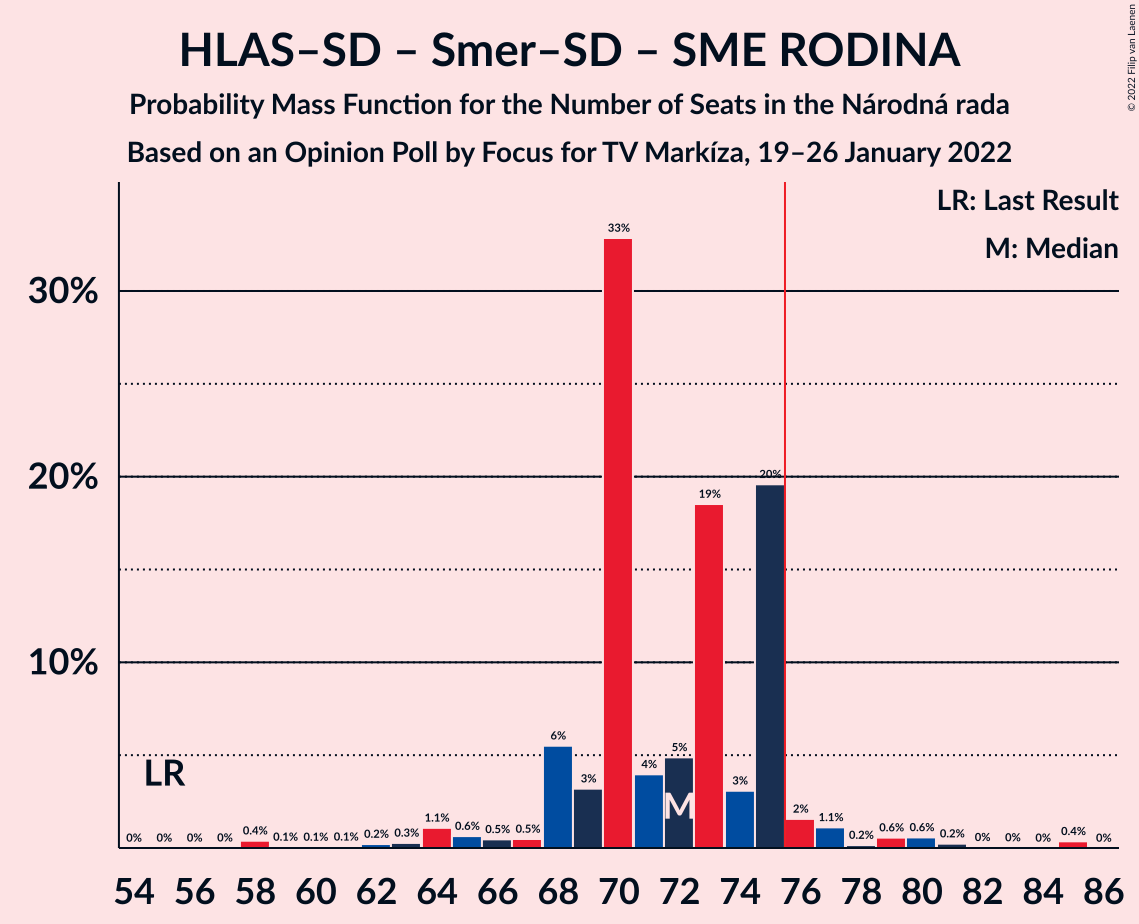 HLAS–SD – Smer–SD – SME RODINA
Probability Mass Function for the Number of Seats in the Národná rada
Based on an Opinion Poll by Focus for TV Markíza, 19–26 January 2022
© 2022 Filip van Laenen
LR: Last Result
M: Median
30%
20%
10%
LR
M
0% 0% 0% 0% 0.4% 0.1% 0.1% 0.1% 0.2% 0.3% 1.1% 0.6% 0.5% 0.5% 6% 3% 33% 4% 5% 19% 3% 20% 2% 1.1% 0.2% 0.6% 0.6% 0.2% 0% 0% 0% 0.4% 0%
54 56 58 60 62 64 66 68 70 72 74 76 78 80 82 84 86